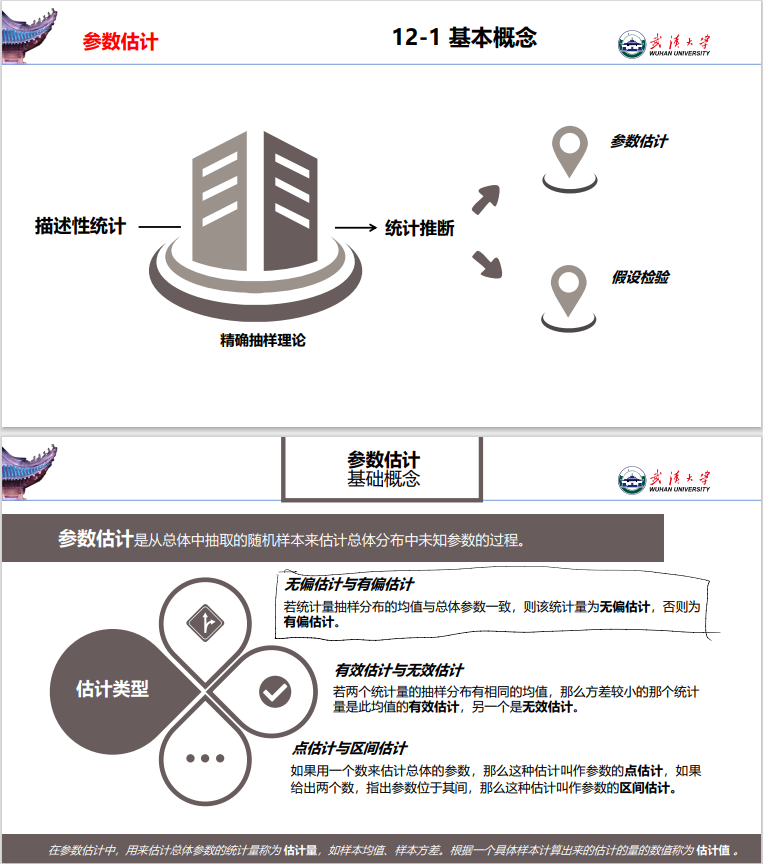 参数估计
12-1 基本概念
武汉大学
WUHAN UNIVERSITY
描述性统计
统计推断
精确抽样理论
参数估计
假设检验
参数估计
基础概念
武汉大学
WUHAN UNIVERSITY
参数估计是从总体中抽取的随机样本来估计总体分布中未知参数的过程。
估计类型
无偏估计与有偏估计
若统计量抽样分布的均值与总体参数一致，则该统计量为无偏估计，否则为
有偏估计。
有效估计与无效估计
若两个统计量的抽样分布有相同的均值，那么方差较小的那个统计
量是此均值的有效估计，另一个是无效估计。
点估计与区间估计
如果用一个数来估计总体的参数，那么这种估计叫作参数的点估计，如果
给出两个数，指出参数位于其间，那么这种估计叫作参数的区间估计。
在参数估计中，用来估计总体参数的统计量称为 估计量，如样本均值、样本方差。根据一个具体样本计算出来的估计的量的数值称为 估计值 。